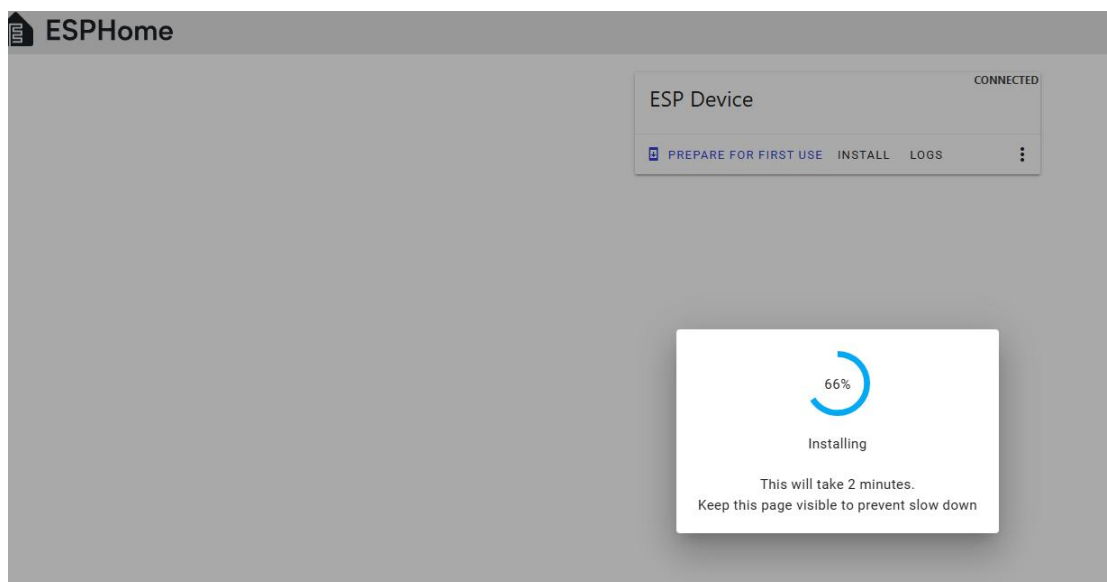 ESPHome
CONNECTED
ESP Device
PREPARE FOR FIRST USE INSTALL LOGS
66%
Installing
This will take 2 minutes.
Keep this page visible to prevent slow down